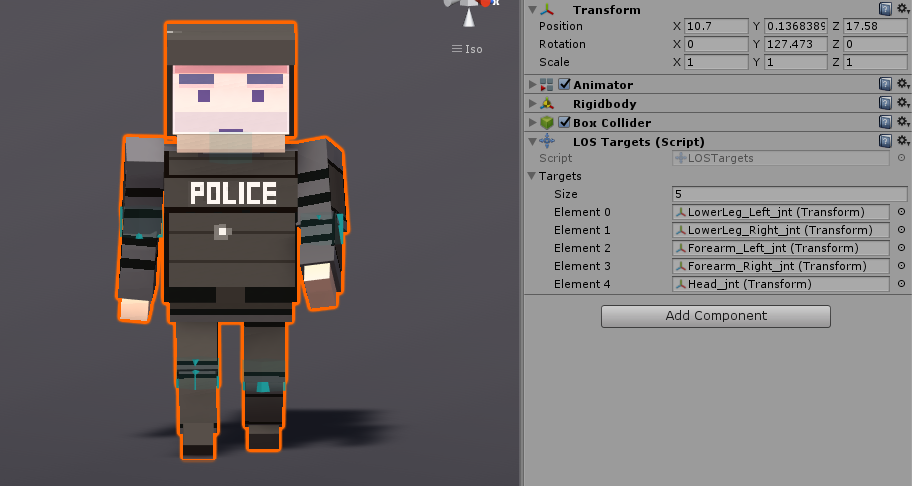 Iso
POLICE
Transform
Position X 10.7 Y 0.1368389 Z 17.58
Rotation X 0 Y 127.473 Z 0
Scale X 1 Y 1 Z 1
Animator
Rigidbody
Box Collider
LOS Targets (Script)
Script LOSTargets
Targets
Size 5
Element 0 LowerLeg_Left_jnt (Transform)
Element 1 LowerLeg_Right_jnt (Transform)
Element 2 Forearm_Left_jnt (Transform)
Element 3 Forearm_Right_jnt (Transform)
Element 4 Head_jnt (Transform)
Add Component